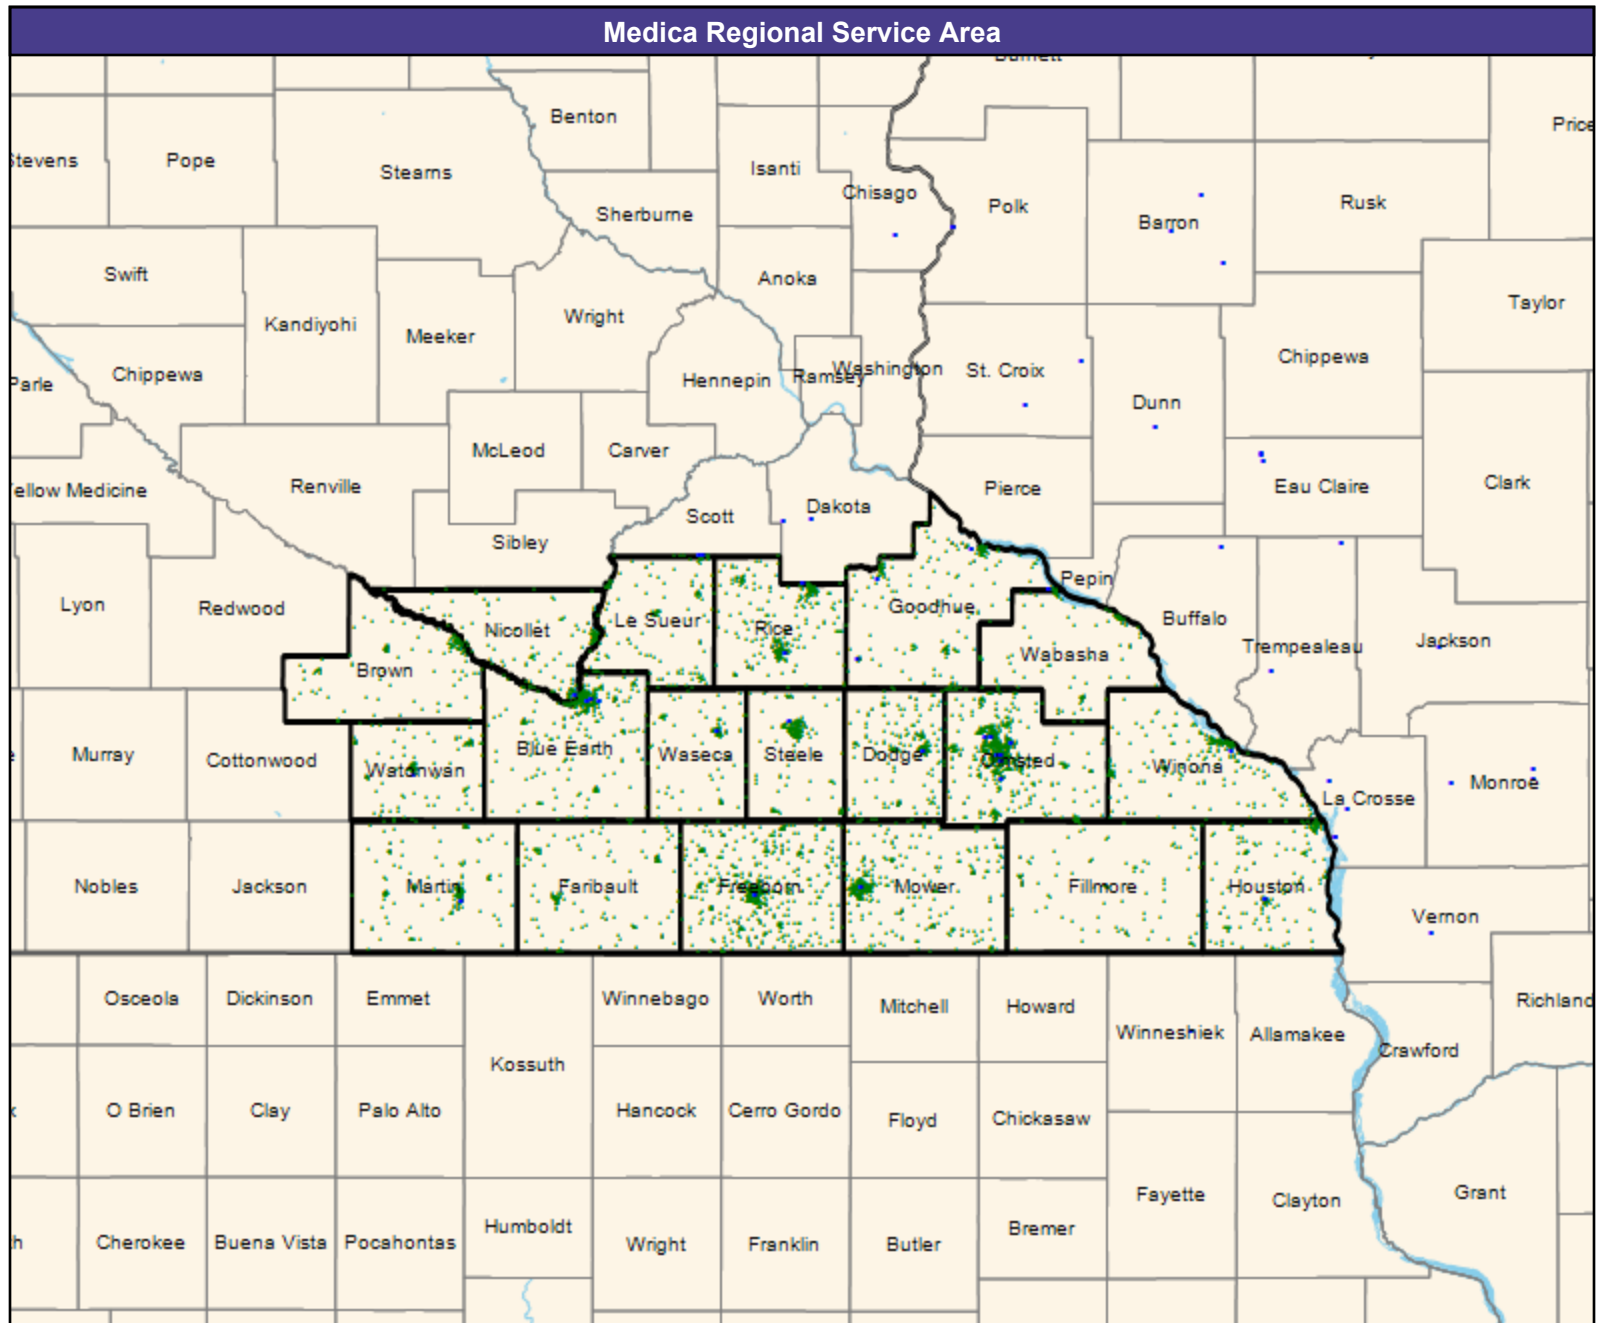 Medica Regional Service Area
Benton
Price
Stevens
Pope
Stearns
Isanti
Chisago
Polk
Barron
Rusk
Sherburne
Swift
Anoka
Taylor
Kandiyohi
Meeker
Wright
Chippewa
Parle
Chippewa
Hennepin
Ramsey
Washington
St. Croix
Dunn
McLeod
Carver
Yellow Medicine
Renville
Scott
Dakota
Pierce
Eau Claire
Clark
Sibley
Pepin
Lyon
Redwood
Nicollet
Le Sueur
Rice
Goodhue
Buffalo
Trempealeau
Jackson
Brown
Wabasha
Murray
Cottonwood
Watonwan
Blue Earth
Waseca
Steele
Dodge
Olmsted
Winona
La Crosse
Monroe
Nobles
Jackson
Martin
Faribault
Freeborn
Mower
Fillmore
Houston
Vernon
Osceola
Dickinson
Emmet
Winnebago
Worth
Mitchell
Howard
Richland
Winneshiek
Allamakee
Crawford
Kossuth
O Brien
Clay
Palo Alto
Hancock
Cerro Gordo
Floyd
Chickasaw
Fayette
Clayton
Grant
Cherokee
Buena Vista
Pocahontas
Humboldt
Wright
Franklin
Butler
Bremer